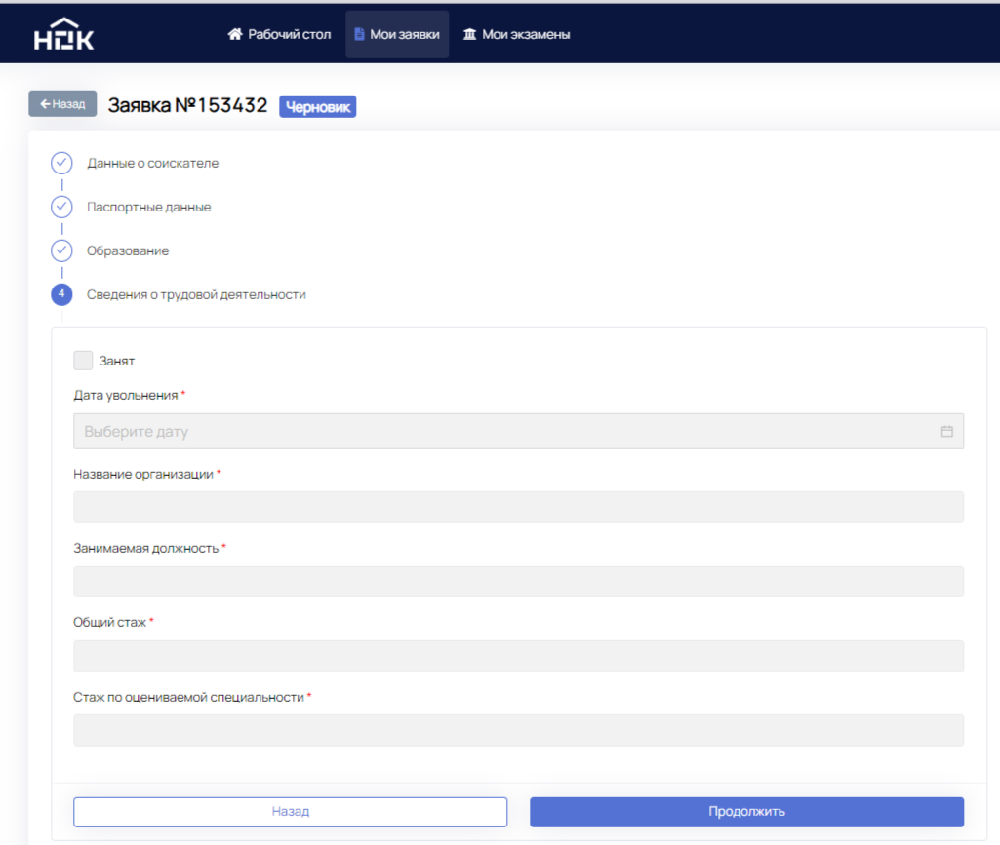 НОК
Рабочий стол
Мои заявки
Мои экзамены
Назад
Заявка №153432
Черновик
Данные о соискателе
Паспортные данные
Образование
4
Сведения о трудовой деятельности
Занят
Дата увольнения *
Выберите дату
Название организации *
Занимаемая должность *
Общий стаж *
Стаж по оцениваемой специальности *
Назад
Продолжить